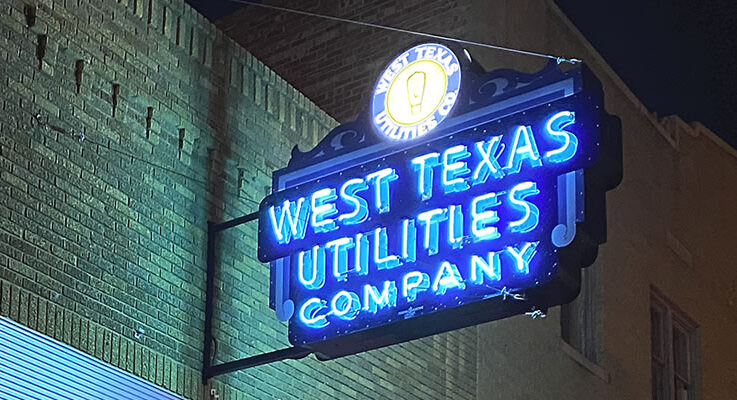 WEST TEXAS
UTILITIES CO.
WEST TEXAS
UTILITIES
COMPANY